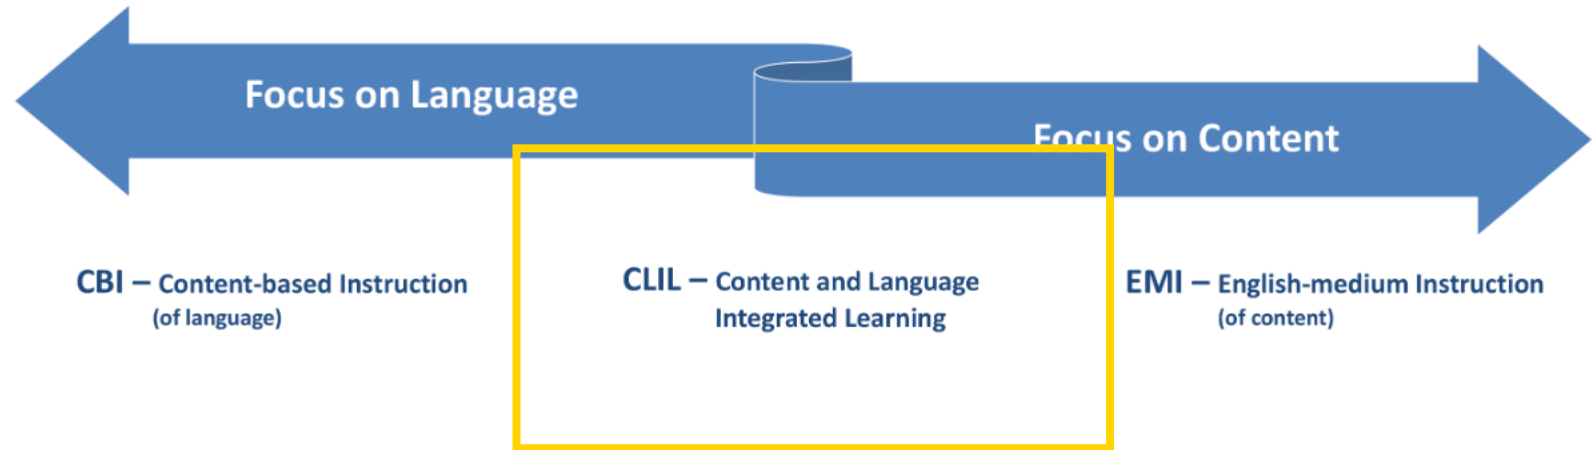 Focus on Language
Focus on Content
CBI – Content-based Instruction
(of language)
CLIL – Content and Language
Integrated Learning
EMI – English-medium Instruction
(of content)